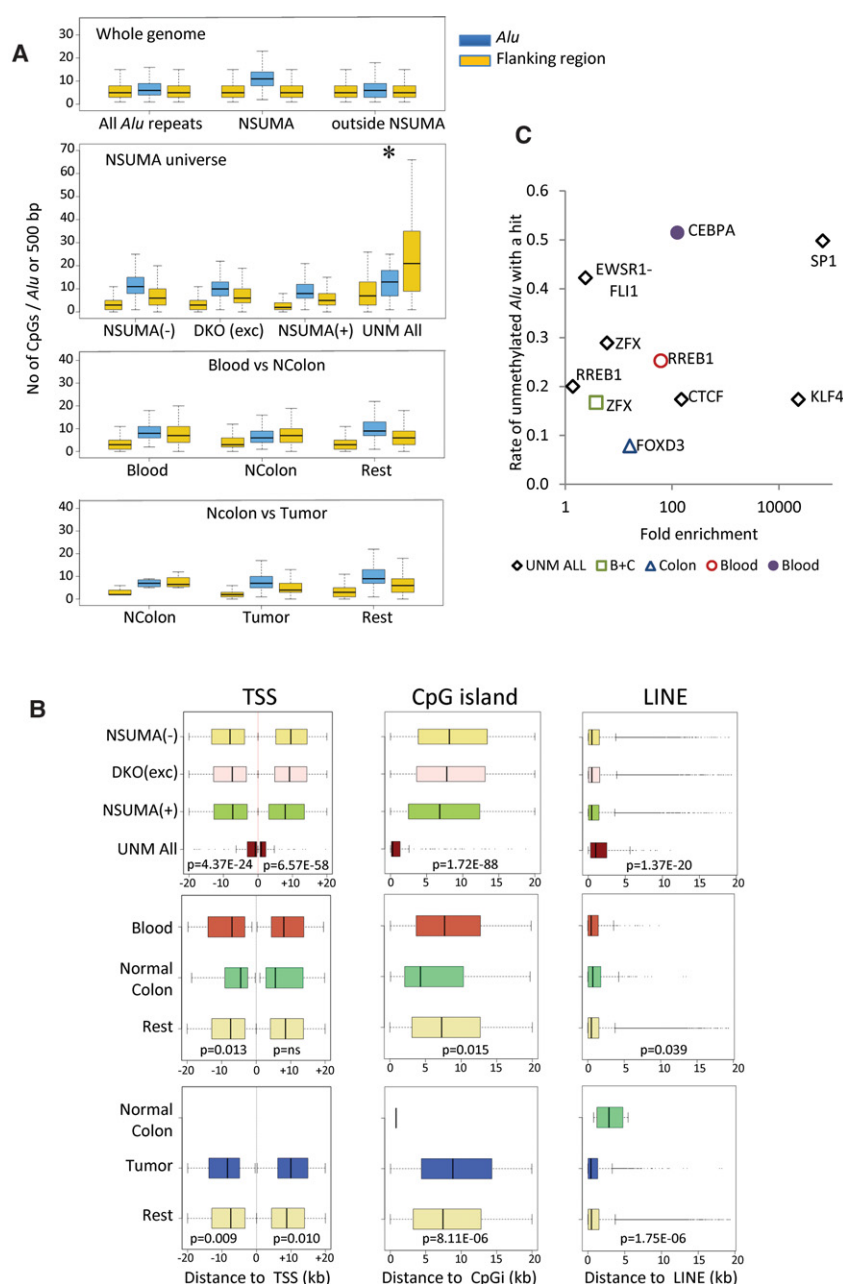 A
Whole genome
30
20
10
0
All Alu repeats NSUMA outside NSUMA
Alu
Flanking region
NSUMA universe
*
70
60
50
40
30
20
10
0
NSUMA(-) DKO (exc) NSUMA(+) UNM All
No of CpGs / Alu or 500 bp
Blood vs NColon
40
30
20
10
0
Blood NColon Rest
Ncolon vs Tumor
40
30
20
10
0
NColon Tumor Rest
C
0.6
0.5
0.4
0.3
0.2
0.1
0.0
Rate of unmethylated Alu with a hit
CEBPA
SP1
EWSR1-
FLI1
ZFX
RREB1
RREB1
ZFX
CTCF
KLF4
FOXD3
1 100 10000
Fold enrichment
UNM ALL B+C Colon Blood Blood
B
TSS CpG island LINE
NSUMA(-)
DKO(exc)
NSUMA(+)
UNM All
p=4.37E-24 p=6.57E-58 p=1.72E-88 p=1.37E-20
-20 -10 0 +10 +20 0 5 10 15 20 0 5 10 15 20
Blood
Normal
Colon
Rest
p=0.013 p=ns p=0.015 p=0.039
-20 -10 0 +10 +20 0 5 10 15 20 0 5 10 15 20
Normal
Colon
Tumor
Rest
p=0.009 p=0.010 p=8.11E-06 p=1.75E-06
-20 -10 0 +10 +20 0 5 10 15 20 0 5 10 15 20
Distance to TSS (kb) Distance to CpGi (kb) Distance to LINE (kb)